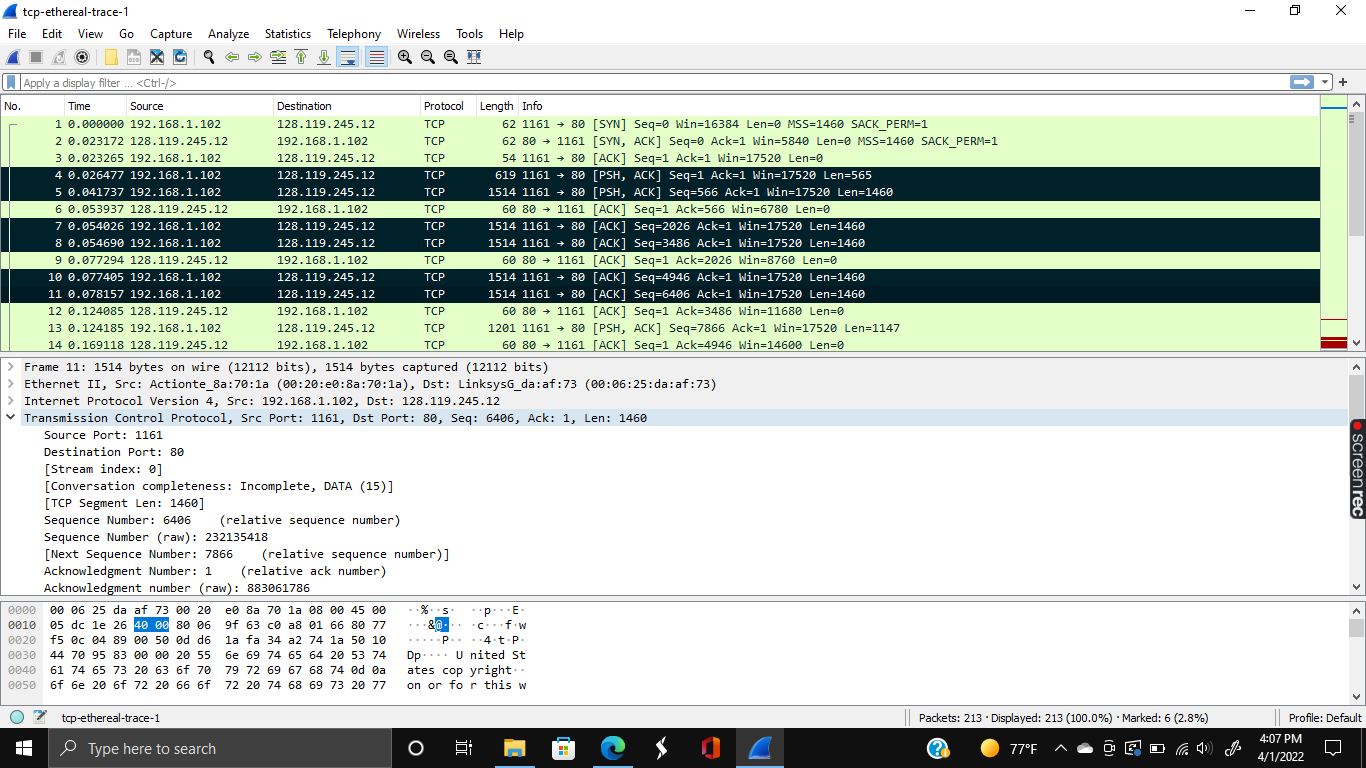 tcp-ethereal-trace-1
File Edit View Go Capture Analyze Statistics Telephony Wireless Tools Help
Apply a display filter ... <Ctrl-/>
No. Time Source Destination Protocol Length Info
1 0.000000 192.168.1.102 128.119.245.12 TCP 62 1161 → 80 [SYN] Seq=0 Win=16384 Len=0 MSS=1460 SACK_PERM=1
2 0.023172 128.119.245.12 192.168.1.102 TCP 62 80 → 1161 [SYN, ACK] Seq=0 Ack=1 Win=5840 Len=0 MSS=1460 SACK_PERM=1
3 0.023265 192.168.1.102 128.119.245.12 TCP 54 1161 → 80 [ACK] Seq=1 Ack=1 Win=17520 Len=0
4 0.026477 192.168.1.102 128.119.245.12 TCP 619 1161 → 80 [PSH, ACK] Seq=1 Ack=1 Win=17520 Len=565
5 0.041737 192.168.1.102 128.119.245.12 TCP 1514 1161 → 80 [PSH, ACK] Seq=566 Ack=1 Win=17520 Len=1460
6 0.053937 128.119.245.12 192.168.1.102 TCP 60 80 → 1161 [ACK] Seq=1 Ack=566 Win=6780 Len=0
7 0.054026 192.168.1.102 128.119.245.12 TCP 1514 1161 → 80 [ACK] Seq=2026 Ack=1 Win=17520 Len=1460
8 0.054690 192.168.1.102 128.119.245.12 TCP 1514 1161 → 80 [ACK] Seq=3486 Ack=1 Win=17520 Len=1460
9 0.077294 128.119.245.12 192.168.1.102 TCP 60 80 → 1161 [ACK] Seq=1 Ack=2026 Win=8760 Len=0
10 0.077405 192.168.1.102 128.119.245.12 TCP 1514 1161 → 80 [ACK] Seq=4946 Ack=1 Win=17520 Len=1460
11 0.078157 192.168.1.102 128.119.245.12 TCP 1514 1161 → 80 [ACK] Seq=6406 Ack=1 Win=17520 Len=1460
12 0.124085 128.119.245.12 192.168.1.102 TCP 60 80 → 1161 [ACK] Seq=1 Ack=3486 Win=11680 Len=0
13 0.124185 192.168.1.102 128.119.245.12 TCP 1201 1161 → 80 [PSH, ACK] Seq=7866 Ack=1 Win=17520 Len=1147
14 0.169118 128.119.245.12 192.168.1.102 TCP 60 80 → 1161 [ACK] Seq=1 Ack=4946 Win=14600 Len=0
Frame 11: 1514 bytes on wire (12112 bits), 1514 bytes captured (12112 bits)
Ethernet II, Src: Actionte_8a:70:1a (00:20:e0:8a:70:1a), Dst: LinksysG_da:af:73 (00:06:25:da:af:73)
Internet Protocol Version 4, Src: 192.168.1.102, Dst: 128.119.245.12
Transmission Control Protocol, Src Port: 1161, Dst Port: 80, Seq: 6406, Ack: 1, Len: 1460
Source Port: 1161
Destination Port: 80
[Stream index: 0]
[Conversation completeness: Incomplete, DATA (15)]
[TCP Segment Len: 1460]
Sequence Number: 6406 (relative sequence number)
Sequence Number (raw): 232135418
[Next Sequence Number: 7866 (relative sequence number)]
Acknowledgment Number: 1 (relative ack number)
Acknowledgment number (raw): 883061786
screenrec
0000 00 06 25 da af 73 00 20 e0 8a 70 1a 08 00 45 00 ··%··s· ··p···E·
0010 05 dc 1e 26 40 00 80 06 9f 63 c0 a8 01 66 80 77 ···&@··· ·c···f·w
0020 f5 0c 04 89 00 50 0d d6 1a fa 34 a2 74 1a 50 10 ·····P·· ··4·t·P·
0030 44 70 95 83 00 00 20 55 6e 69 74 65 64 20 53 74 Dp···· U nited St
0040 61 74 65 73 20 63 6f 70 79 72 69 67 68 74 0d 0a ates cop yright··
0050 6f 6e 20 6f 72 20 66 6f 72 20 74 68 69 73 20 77 on or fo r this w
tcp-ethereal-trace-1 Packets: 213 · Displayed: 213 (100.0%) · Marked: 6 (2.8%) Profile: Default
Type here to search 77°F 4:07 PM
4/1/2022